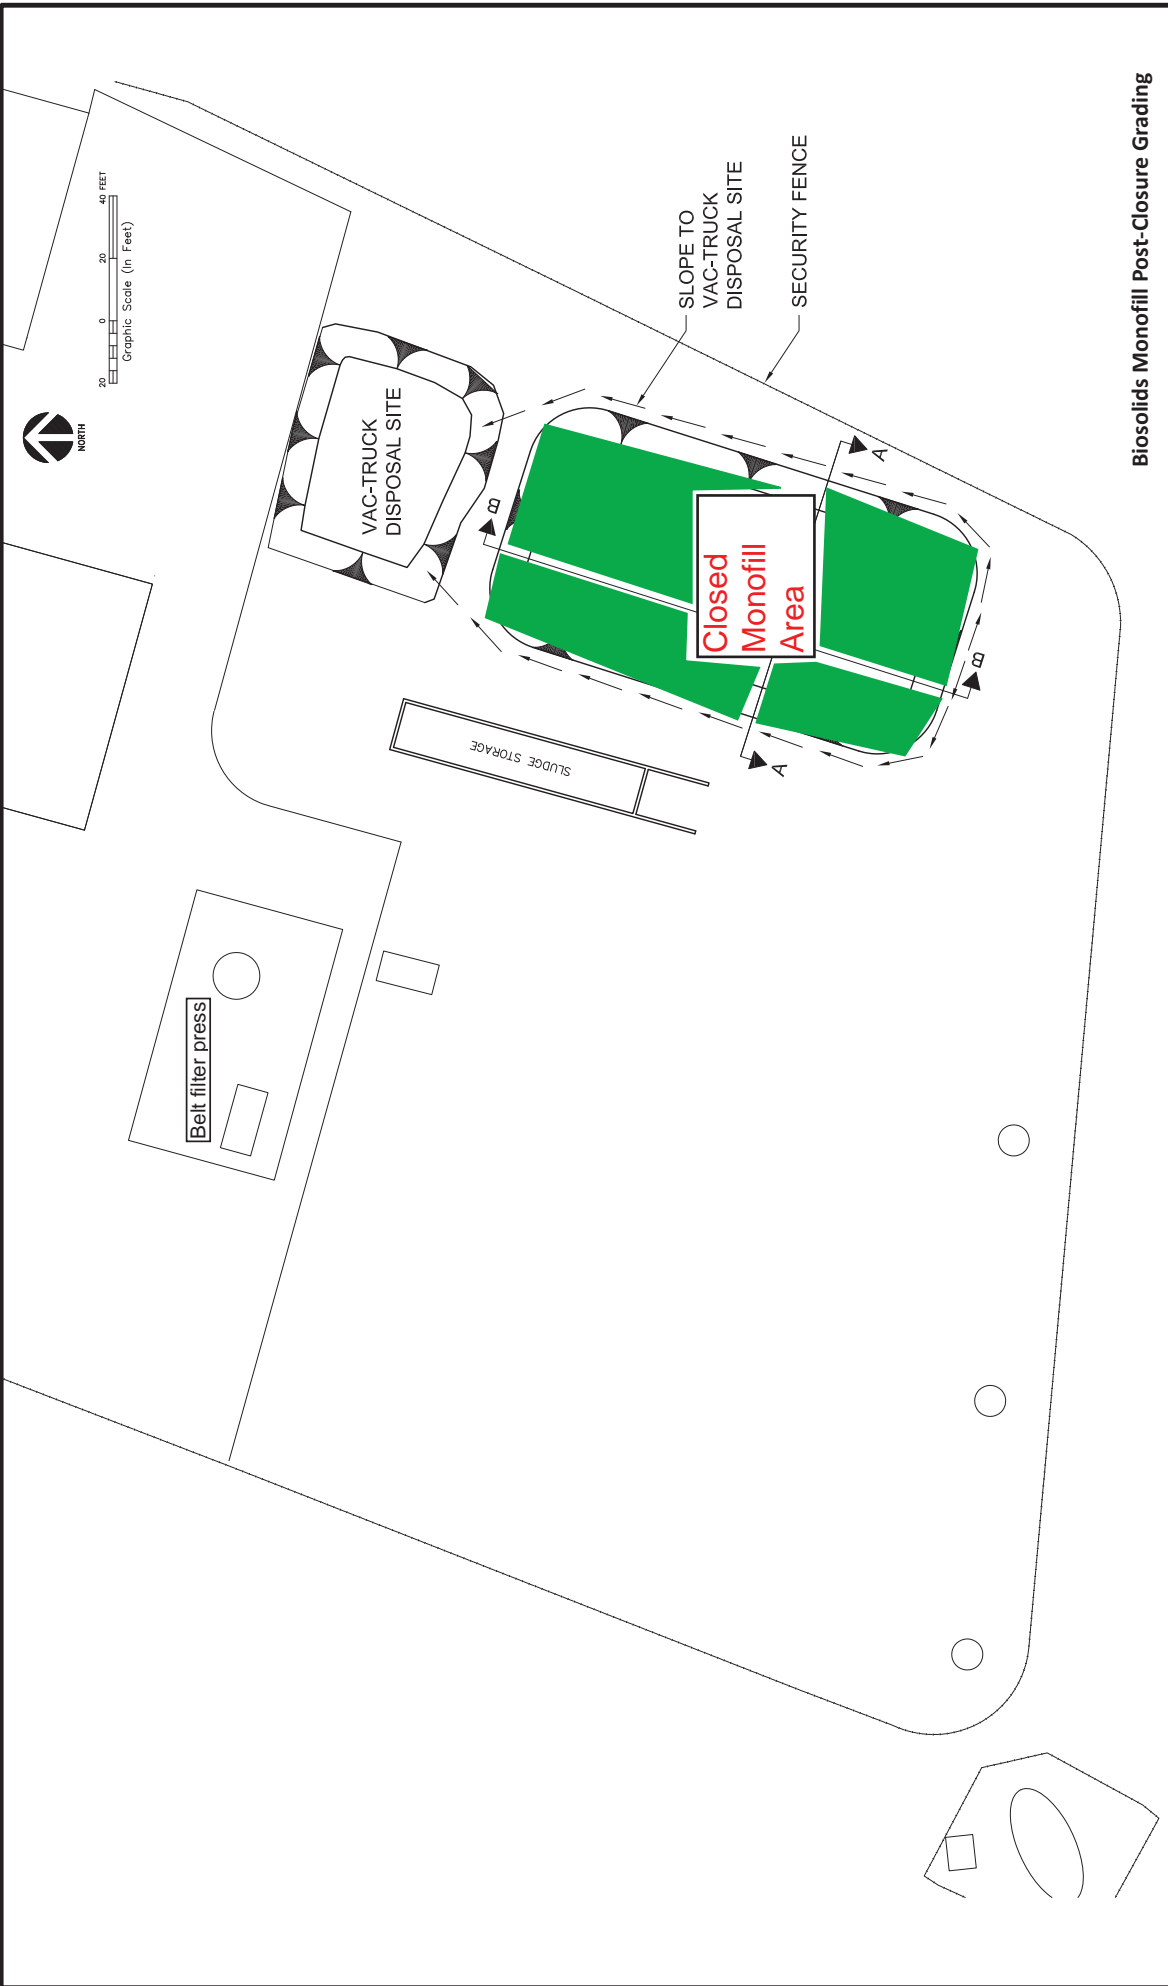 NORTH
20 0 20 40 FEET
Graphic Scale (In Feet)
VAC-TRUCK
DISPOSAL SITE
SLOPE TO
VAC-TRUCK
DISPOSAL SITE
SECURITY FENCE
B
A
Closed
Monofill
Area
B
A
SLUDGE STORAGE
Belt filter press
Biosolids Monofill Post-Closure Grading